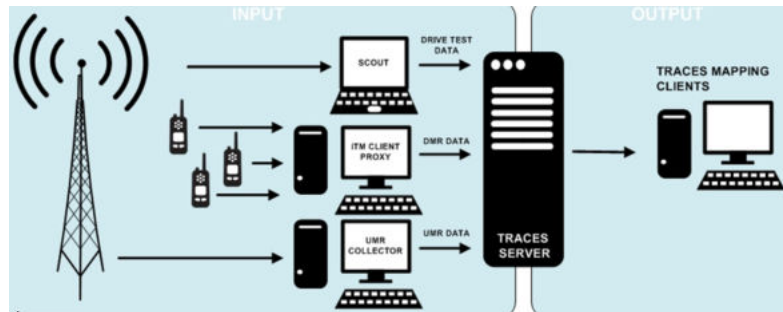 INPUT
OUTPUT
DRIVE TEST
DATA
SCOUT
TRACES MAPPING
CLIENTS
iTM CLIENT
PROXY
DMR DATA
UMR
COLLECTOR
UMR DATA
TRACES
SERVER